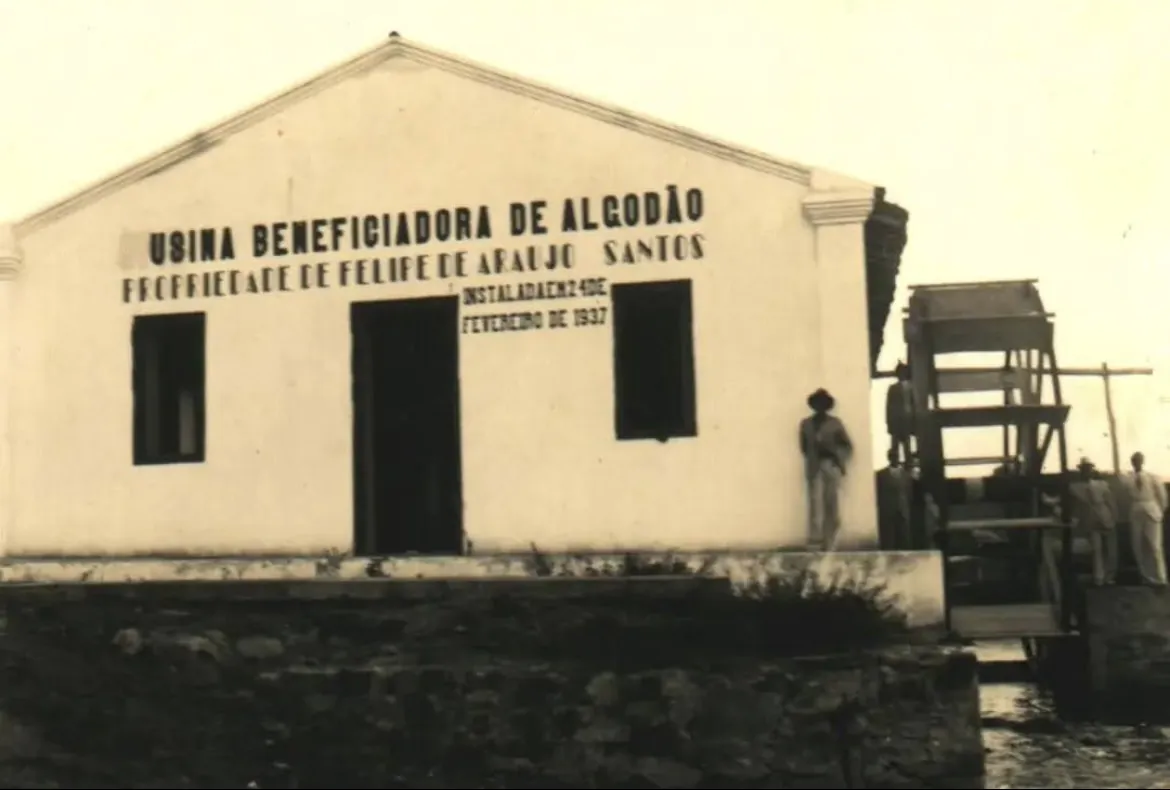 USINA BENEFICIADORA DE ALGODÃO
PROPRIEDADE DE FELIPE DE ARAUJO SANTOS
INSTALADA EM 24 DE
FEVEREIRO DE 1937